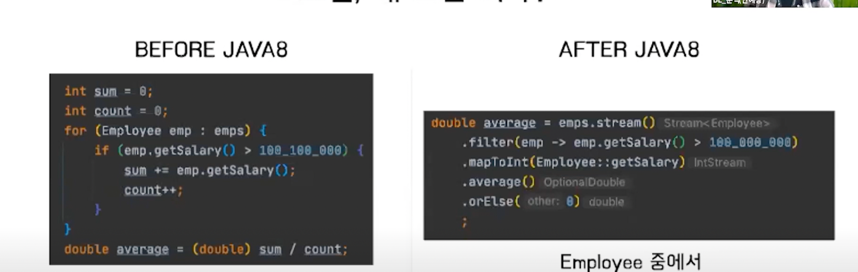 BEFORE JAVA8
int sum = 0;
int count = 0;
for (Employee emp : emps) {
if (emp.getSalary() > 100_100_000) {
sum += emp.getSalary();
count++;
}
}
double average = (double) sum / count;
AFTER JAVA8
double average = emps.stream() Stream<Employee>
.filter(emp -> emp.getSalary() > 100_000_000)
.mapToInt(Employee::getSalary) IntStream
.average() OptionalDouble
.orElse( other: 0) double
;
Employee 중에서